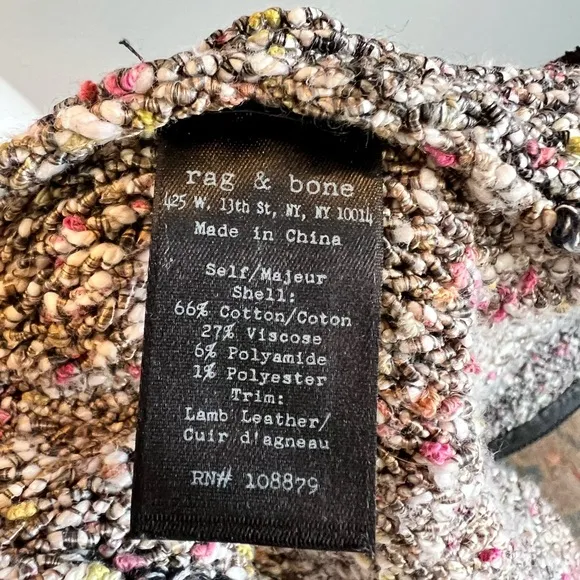 rag & bone
425 W. 13th St, NY, NY 10014
Made in China
Self/Majeur
Shell:
66% Cotton/Coton
27% Viscose
6% Polyamide
1% Polyester
Trim:
Lamb Leather/
Cuir d'agneau
RN# 108879